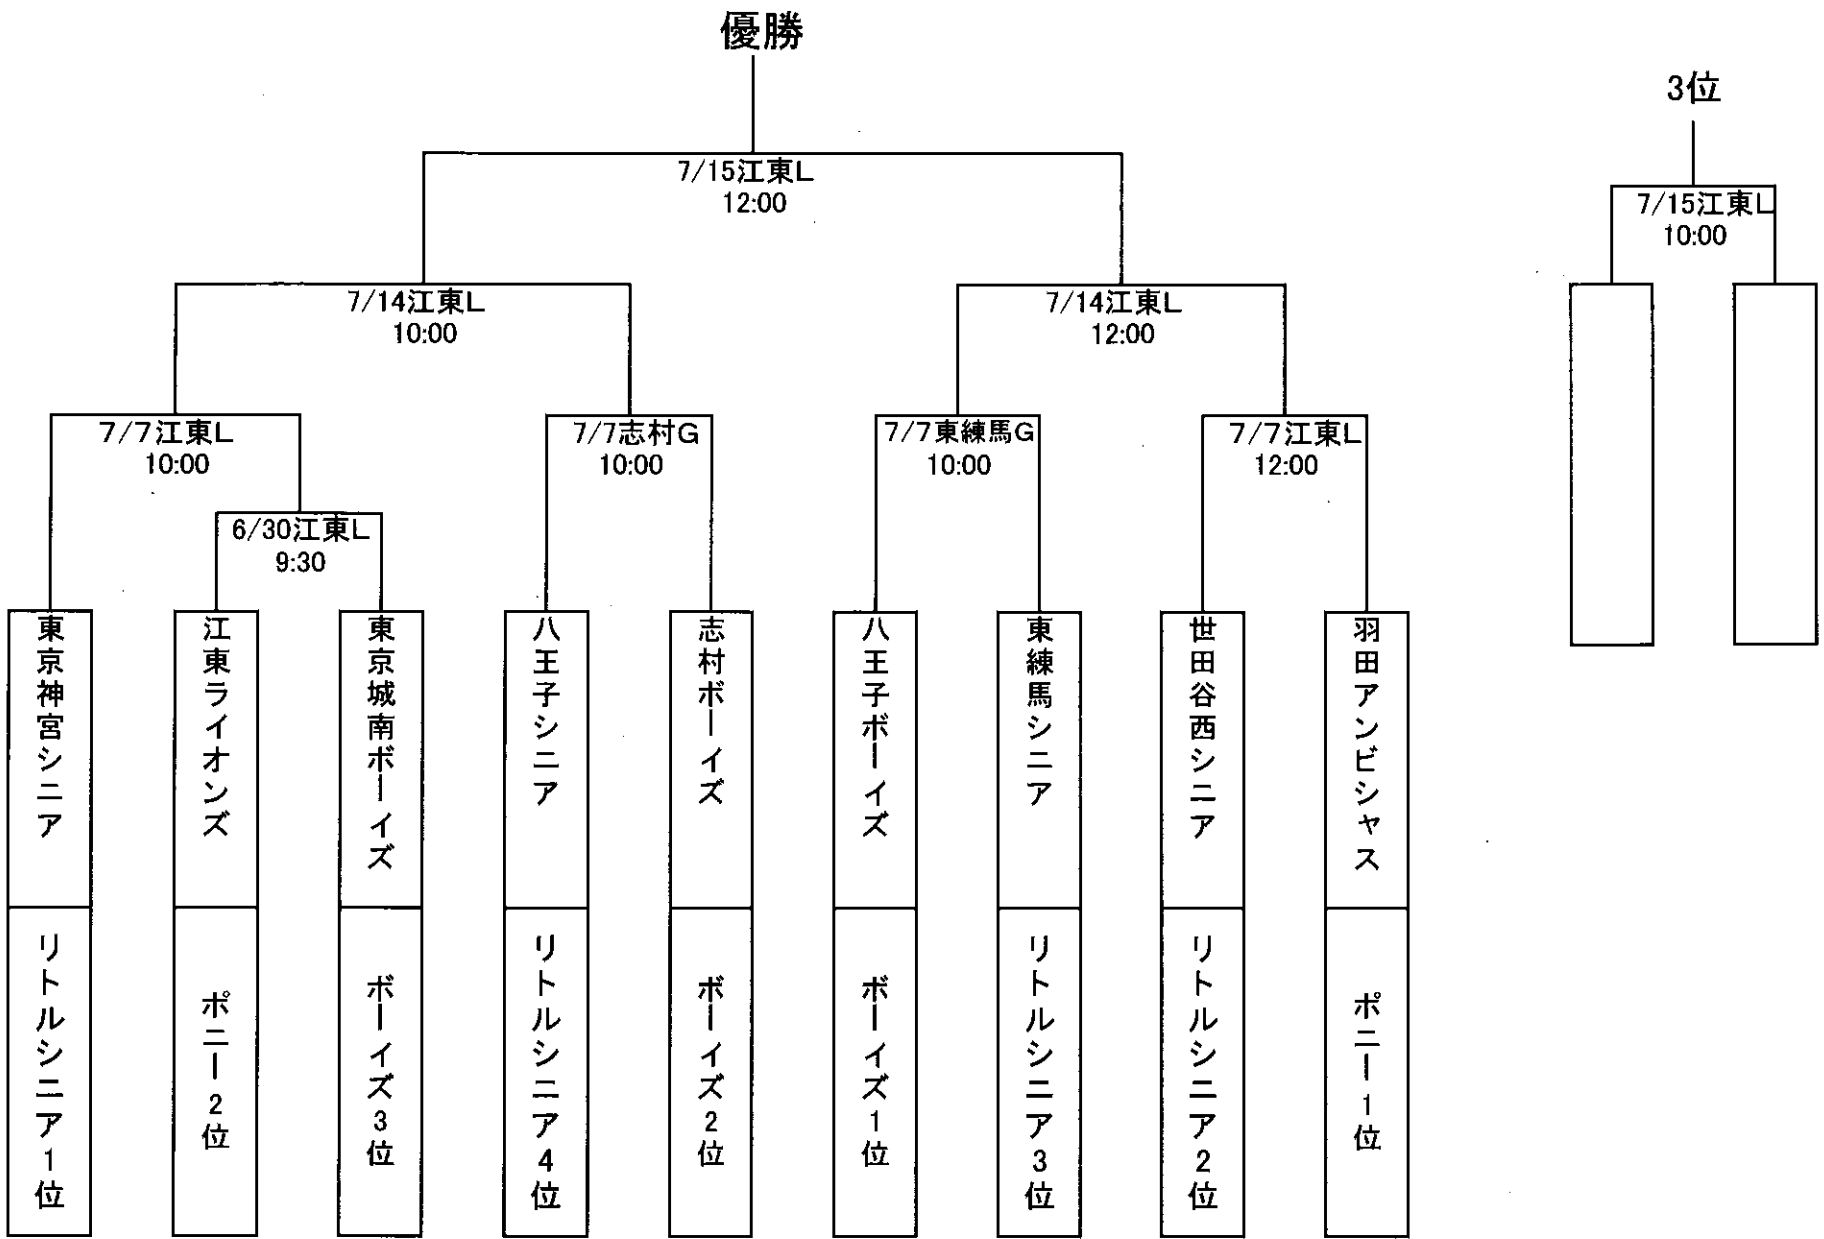 優勝
3位
7/15江東L
12:00
7/15江東L
10:00
7/14江東L
10:00
7/14江東L
12:00
7/7江東L
10:00
7/7志村G
10:00
7/7東練馬G
10:00
7/7江東L
12:00
6/30江東L
9:30
東京神宮シニア
江東ライオンズ
東京城南ボーイズ
八王子シニア
志村ボーイズ
八王子ボーイズ
東練馬シニア
世田谷西シニア
羽田アンビシャス
リトルシニア1位
ポニー2位
ボーイズ3位
リトルシニア4位
ボーイズ2位
ボーイズ1位
リトルシニア3位
リトルシニア2位
ポニー1位